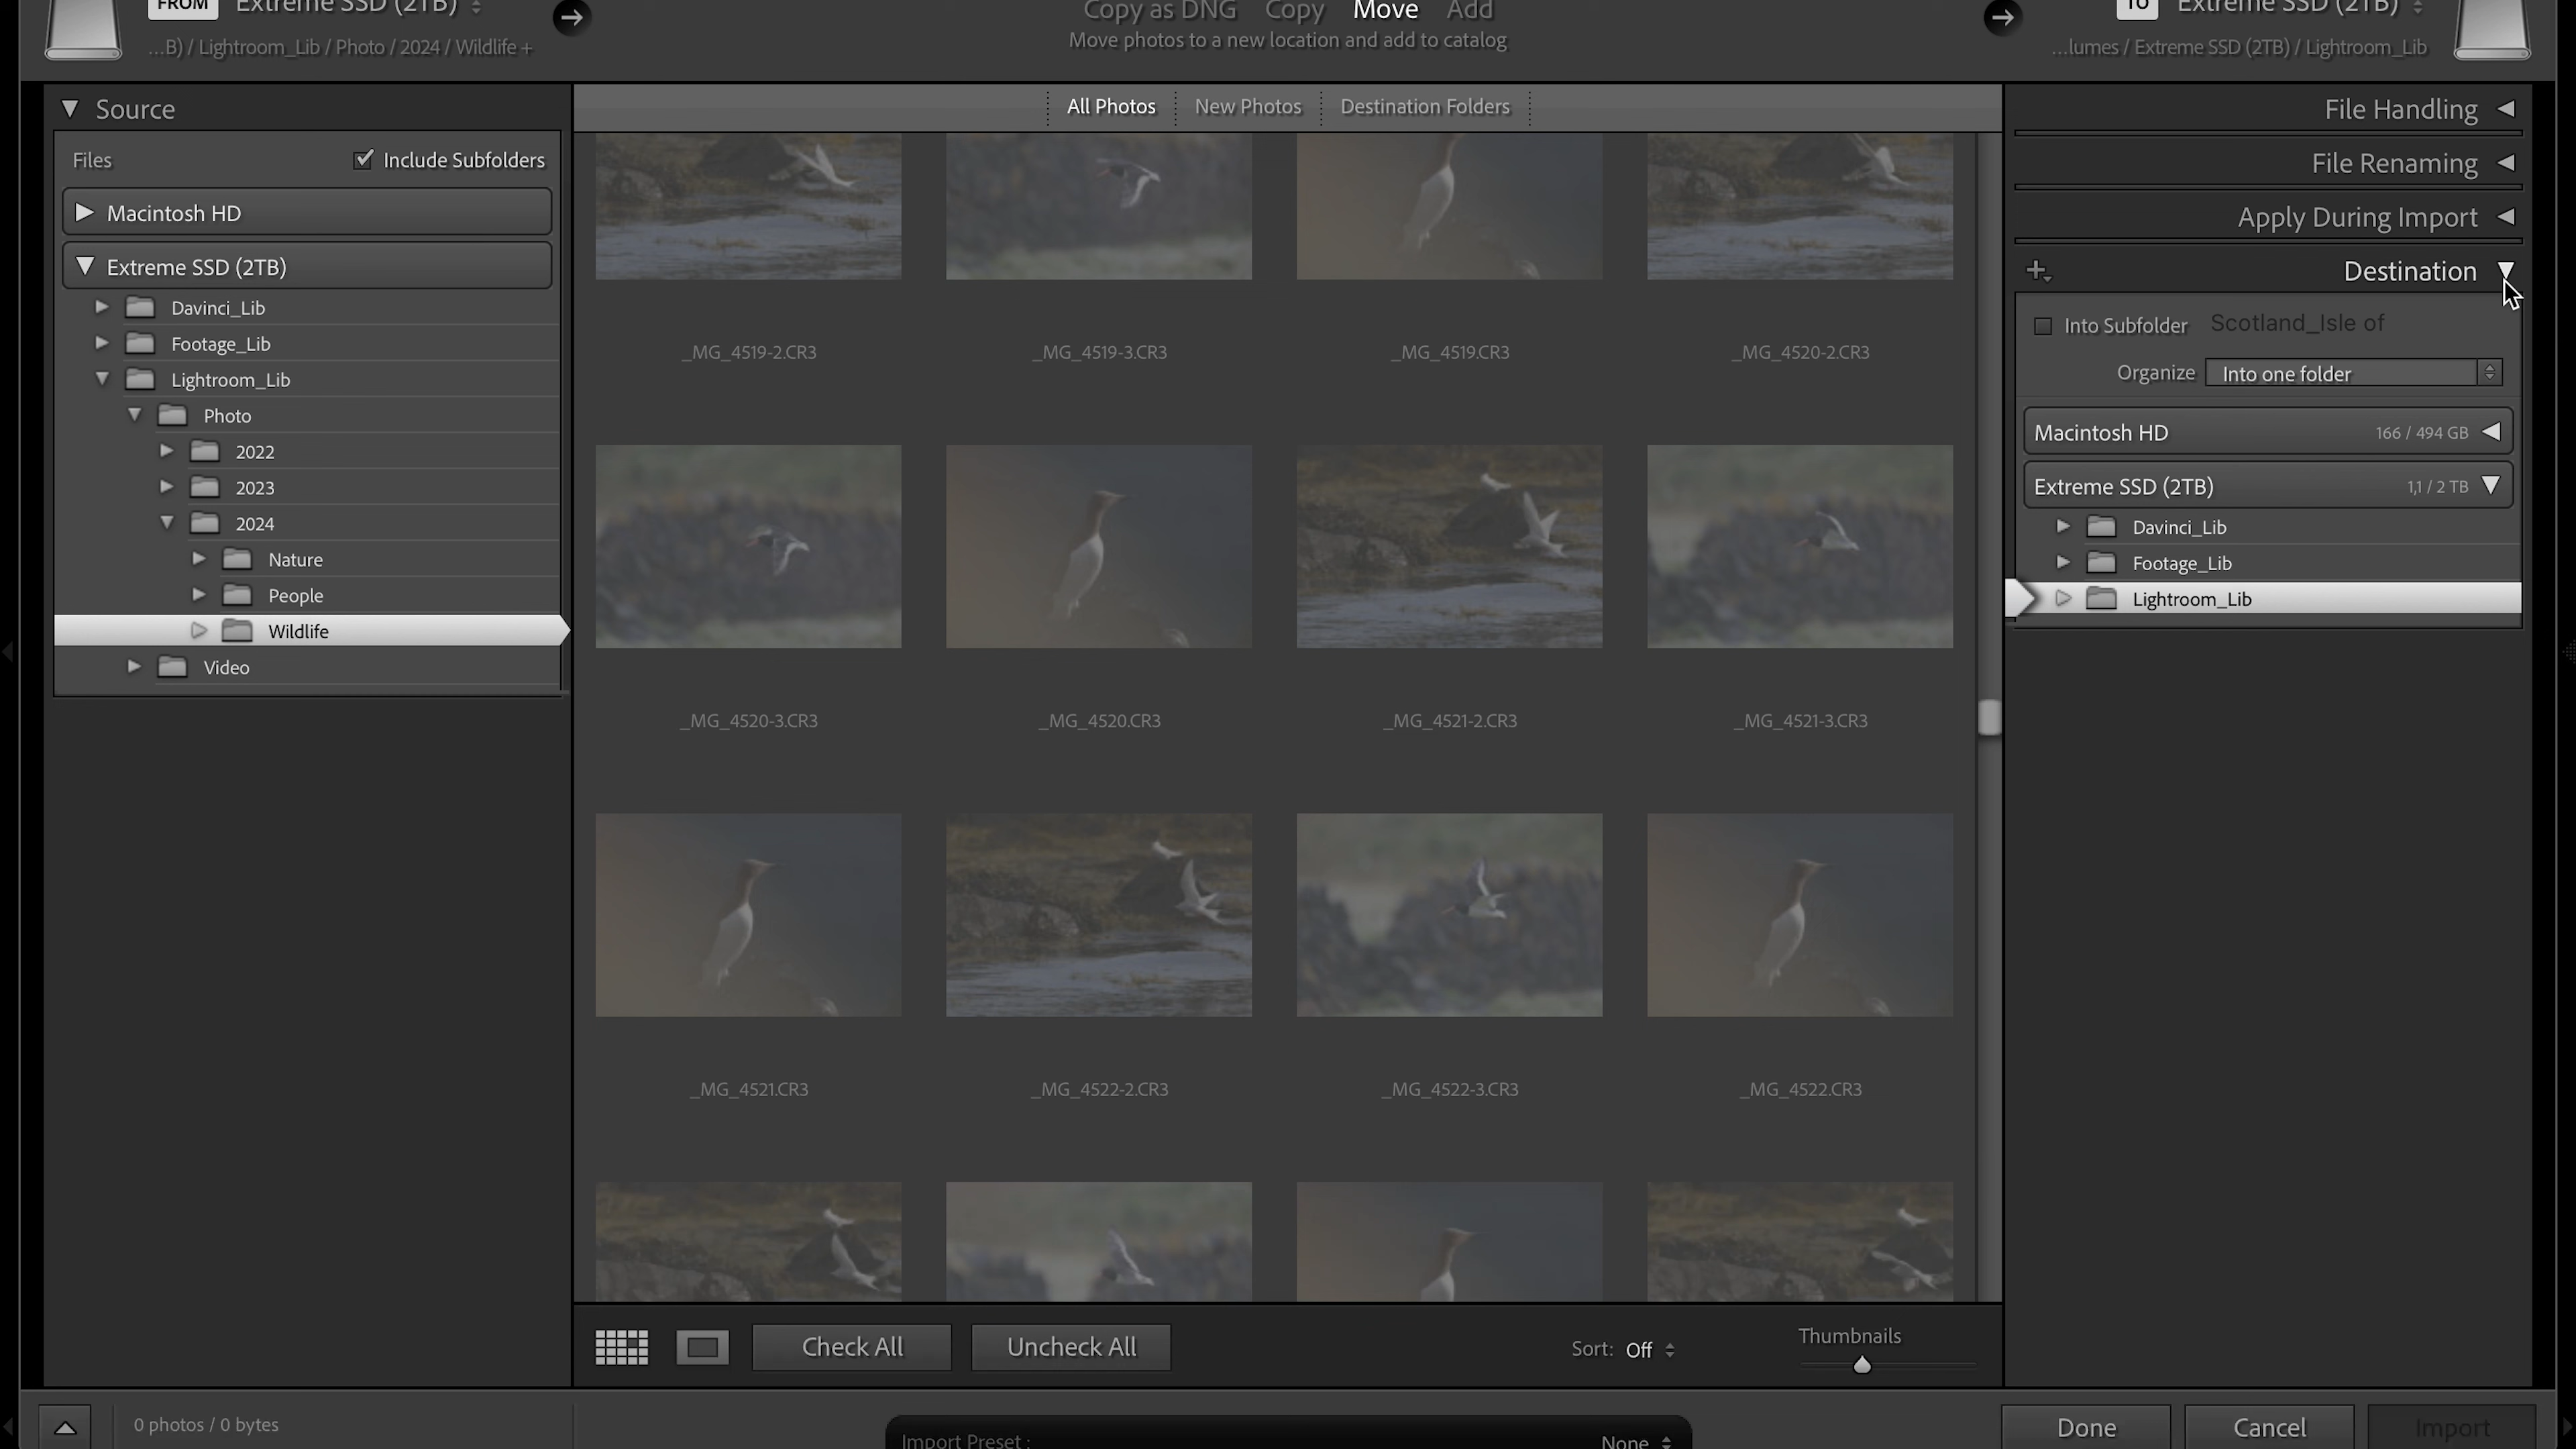 FROM Extreme SSD (2TB)
Copy as DNG Copy Move Add
TO Extreme SSD (2TB)
...B) / Lightroom_Lib / Photo / 2024 / Wildlife +
Move photos to a new location and add to catalog
...lumes / Extreme SSD (2TB) / Lightroom_Lib
Source
Files Include Subfolders
Macintosh HD
Extreme SSD (2TB)
Davinci_Lib
Footage_Lib
Lightroom_Lib
Photo
2022
2023
2024
Nature
People
Wildlife
Video
All Photos New Photos Destination Folders
_MG_4519-2.CR3 _MG_4519-3.CR3 _MG_4519.CR3 _MG_4520-2.CR3
_MG_4520-3.CR3 _MG_4520.CR3 _MG_4521-2.CR3 _MG_4521-3.CR3
_MG_4521.CR3 _MG_4522-2.CR3 _MG_4522-3.CR3 _MG_4522.CR3
File Handling
File Renaming
Apply During Import
Destination
Into Subfolder Scotland_Isle of
Organize Into one folder
Macintosh HD 166 / 494 GB
Extreme SSD (2TB) 1,1 / 2 TB
Davinci_Lib
Footage_Lib
Lightroom_Lib
Check All Uncheck All Sort: Off Thumbnails
0 photos / 0 bytes
Import Preset : None
Done Cancel Import